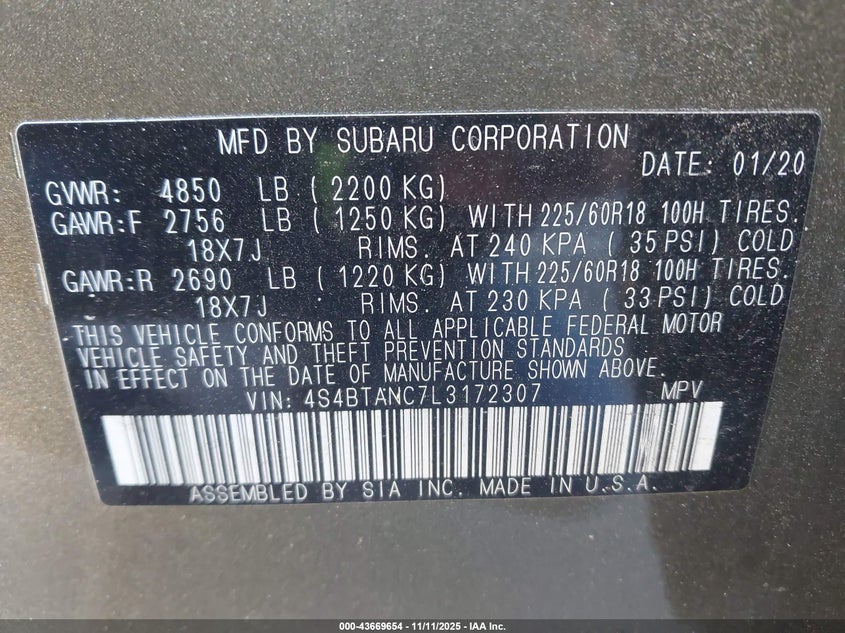 MFD BY SUBARU CORPORATION
DATE: 01/20
GVWR: 4850 LB ( 2200 KG)
GAWR:F 2756 LB ( 1250 KG) WITH 225/60R18 100H TIRES.
18X7J RIMS. AT 240 KPA ( 35 PSI) COLD
GAWR:R 2690 LB ( 1220 KG) WITH 225/60R18 100H TIRES.
18X7J RIMS. AT 230 KPA ( 33 PSI) COLD
THIS VEHICLE CONFORMS TO ALL APPLICABLE FEDERAL MOTOR
VEHICLE SAFETY AND THEFT PREVENTION STANDARDS
IN EFFECT ON THE DATE OF MANUFACTURE SHOWN ABOVE.
VIN: 4S4BTANC7L3172307 MPV
ASSEMBLED BY SIA INC. MADE IN U.S.A.
000-43669654 - 11/11/2025 - IAA Inc.